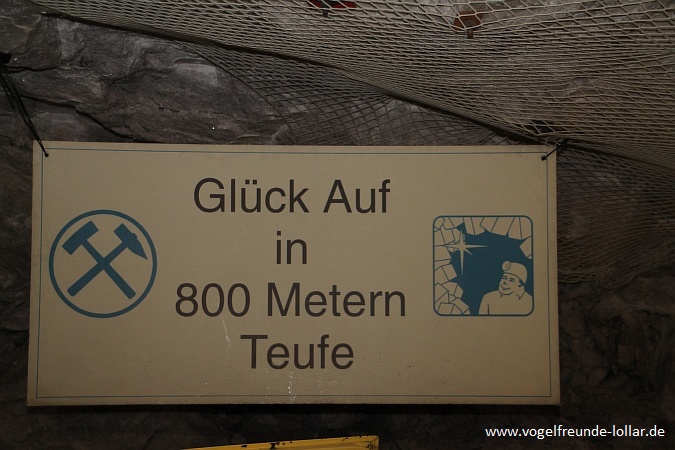 Glück Auf
in
800 Metern
Teufe
www.vogelfreunde-lollar.de